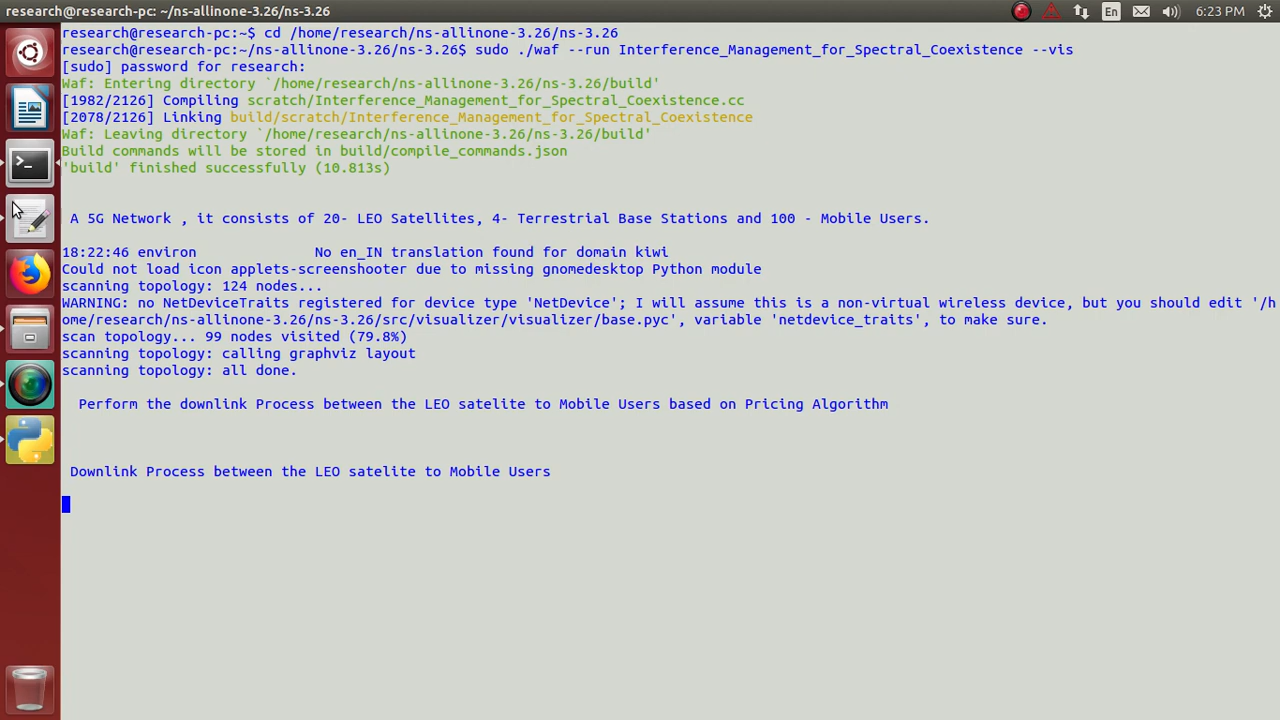 research@research-pc: ~/ns-allinone-3.26/ns-3.26
En
6:23 PM
research@research-pc:~$ cd /home/research/ns-allinone-3.26/ns-3.26
research@research-pc:~/ns-allinone-3.26/ns-3.26$ sudo ./waf --run Interference_Management_for_Spectral_Coexistence --vis
[sudo] password for research:
Waf: Entering directory `/home/research/ns-allinone-3.26/ns-3.26/build'
[1982/2126] Compiling scratch/Interference_Management_for_Spectral_Coexistence.cc
[2078/2126] Linking build/scratch/Interference_Management_for_Spectral_Coexistence
Waf: Leaving directory `/home/research/ns-allinone-3.26/ns-3.26/build'
Build commands will be stored in build/compile_commands.json
'build' finished successfully (10.813s)
A 5G Network , it consists of 20- LEO Satellites, 4- Terrestrial Base Stations and 100 - Mobile Users.
18:22:46 environ              No en_IN translation found for domain kiwi
Could not load icon applets-screenshooter due to missing gnomedesktop Python module
scanning topology: 124 nodes...
WARNING: no NetDeviceTraits registered for device type 'NetDevice'; I will assume this is a non-virtual wireless device, but you should edit '/h
ome/research/ns-allinone-3.26/ns-3.26/src/visualizer/visualizer/base.pyc', variable 'netdevice_traits', to make sure.
scan topology... 99 nodes visited (79.8%)
scanning topology: calling graphviz layout
scanning topology: all done.
Perform the downlink Process between the LEO satelite to Mobile Users based on Pricing Algorithm
Downlink Process between the LEO satelite to Mobile Users